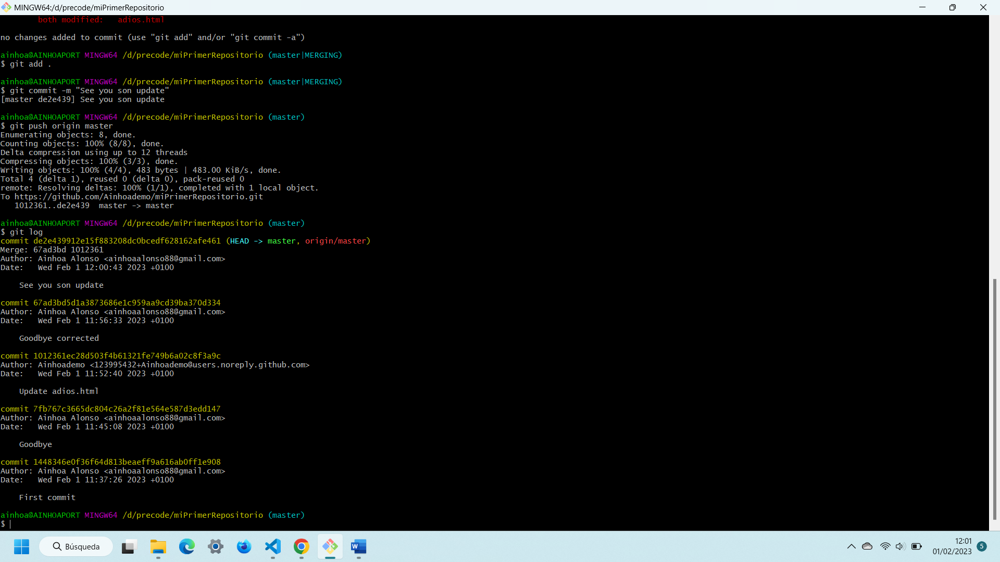 MINGW64:/d/precode/miPrimerRepositorio
both modified:   adios.html
no changes added to commit (use "git add" and/or "git commit -a")
ainhoa@AINHOAPORT MINGW64 /d/precode/miPrimerRepositorio (master|MERGING)
$ git add .
ainhoa@AINHOAPORT MINGW64 /d/precode/miPrimerRepositorio (master|MERGING)
$ git commit -m "See you son update"
[master de2e439] See you son update
ainhoa@AINHOAPORT MINGW64 /d/precode/miPrimerRepositorio (master)
$ git push origin master
Enumerating objects: 8, done.
Counting objects: 100% (8/8), done.
Delta compression using up to 12 threads
Compressing objects: 100% (3/3), done.
Writing objects: 100% (4/4), 483 bytes | 483.00 KiB/s, done.
Total 4 (delta 1), reused 0 (delta 0), pack-reused 0
remote: Resolving deltas: 100% (1/1), completed with 1 local object.
To https://github.com/Ainhoademo/miPrimerRepositorio.git
   1012361..de2e439  master -> master
ainhoa@AINHOAPORT MINGW64 /d/precode/miPrimerRepositorio (master)
$ git log
commit de2e439912e15f883208dc0bcedf628162afe461 (HEAD -> master, origin/master)
Merge: 67ad3bd 1012361
Author: Ainhoa Alonso <ainhoaalonso88@gmail.com>
Date:   Wed Feb 1 12:00:43 2023 +0100
    See you son update
commit 67ad3bd5d1a3873686e1c959aa9cd39ba370d334
Author: Ainhoa Alonso <ainhoaalonso88@gmail.com>
Date:   Wed Feb 1 11:56:33 2023 +0100
    Goodbye corrected
commit 1012361ec28d503f4b61321fe749b6a02c8f3a9c
Author: Ainhoademo <123995432+Ainhoademo@users.noreply.github.com>
Date:   Wed Feb 1 11:52:40 2023 +0100
    Update adios.html
commit 7fb767c3665dc804c26a2f81e564e587d3edd147
Author: Ainhoa Alonso <ainhoaalonso88@gmail.com>
Date:   Wed Feb 1 11:45:08 2023 +0100
    Goodbye
commit 1448346e0f36f64d813beaeff9a616ab0ff1e908
Author: Ainhoa Alonso <ainhoaalonso88@gmail.com>
Date:   Wed Feb 1 11:37:26 2023 +0100
    First commit
ainhoa@AINHOAPORT MINGW64 /d/precode/miPrimerRepositorio (master)
$
Búsqueda
W
12:01
01/02/2023
5